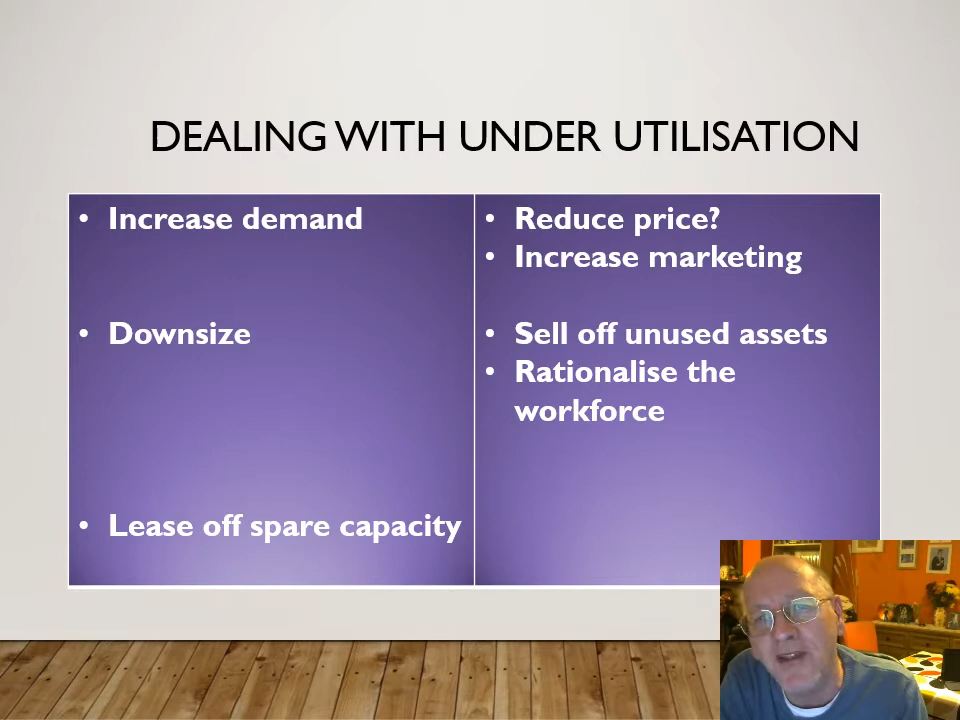 DEALING WITH UNDER UTILISATION
• Increase demand
• Downsize
• Lease off spare capacity
• Reduce price?
• Increase marketing
• Sell off unused assets
• Rationalise the
workforce